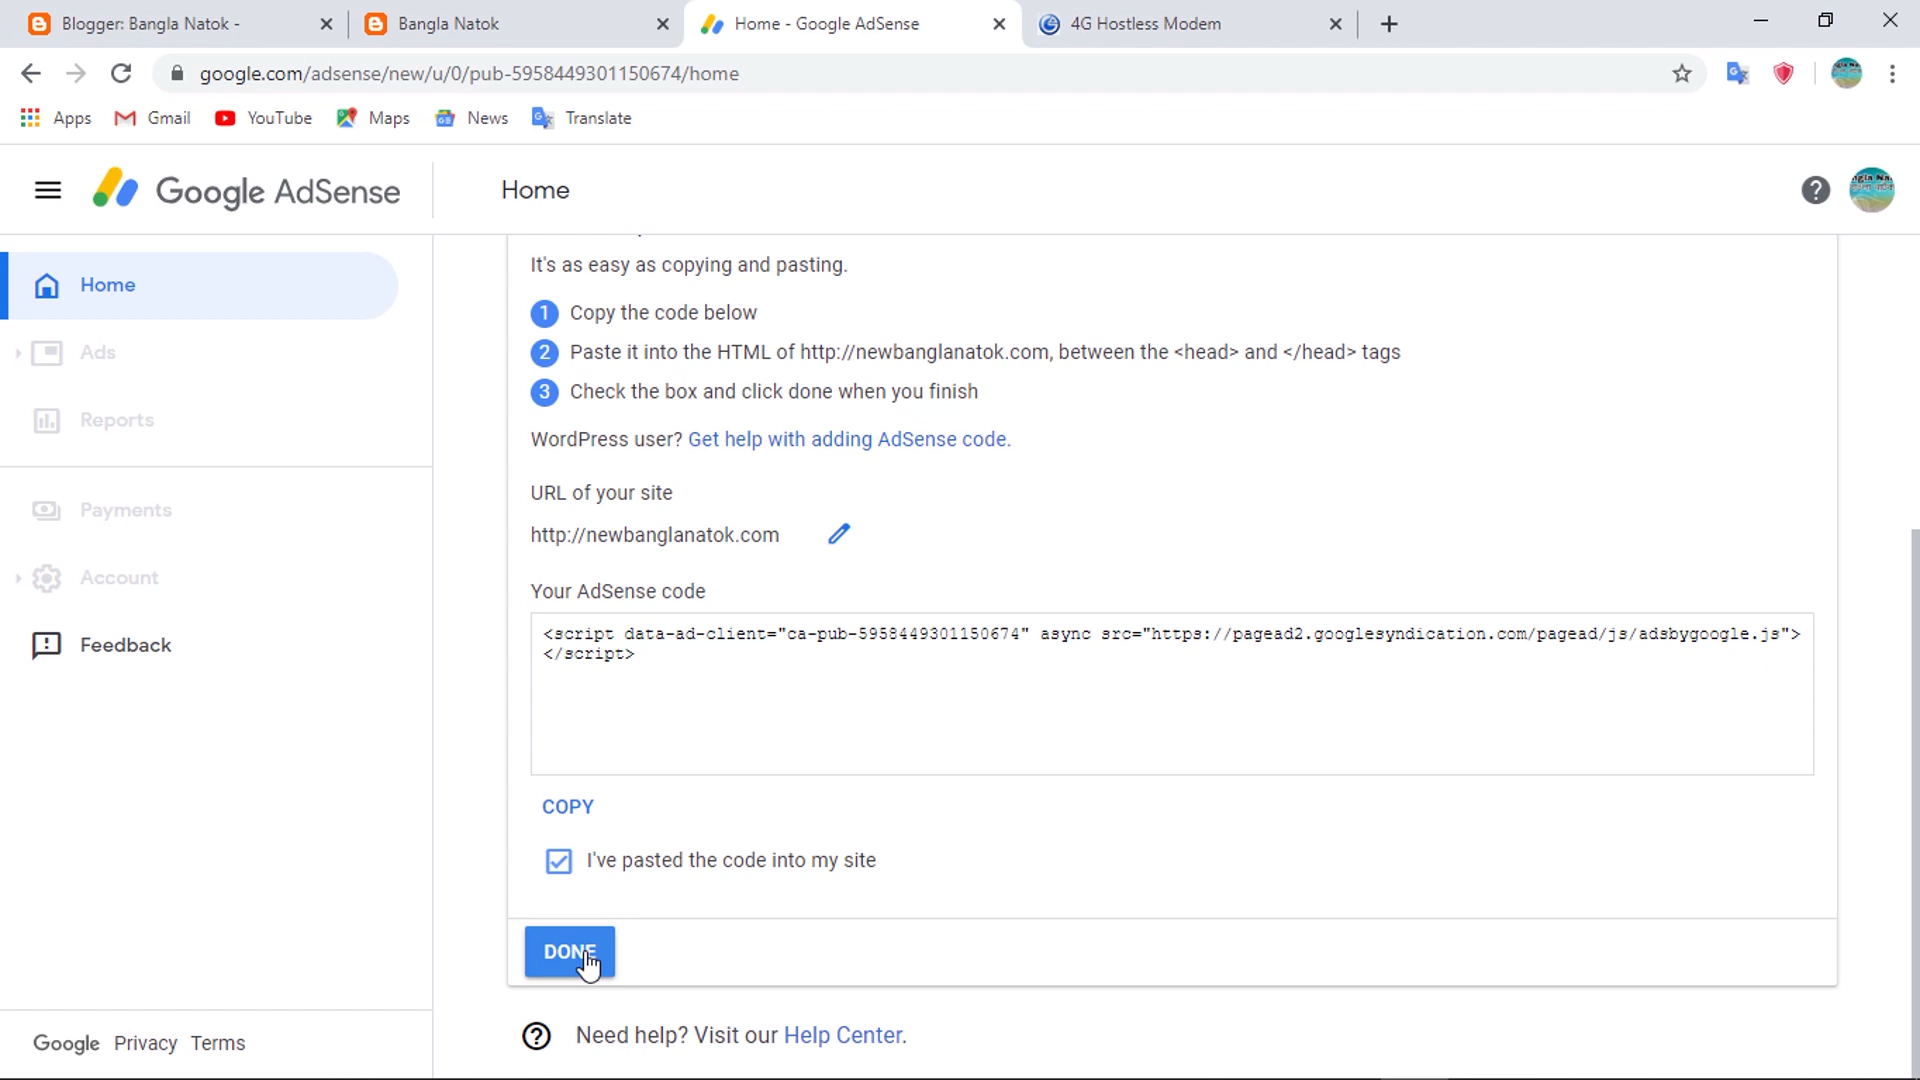 Blogger: Bangla Natok -
Bangla Natok
Home - Google AdSense
4G Hostless Modem
google.com/adsense/new/u/0/pub-5958449301150674/home
Apps
Gmail
YouTube
Maps
News
Translate
Google AdSense
Home
Home
Ads
Reports
Payments
Account
Feedback
Google Privacy Terms
It's as easy as copying and pasting.
1 Copy the code below
2 Paste it into the HTML of http://newbanglanatok.com, between the <head> and </head> tags
3 Check the box and click done when you finish
WordPress user? Get help with adding AdSense code.
URL of your site
http://newbanglanatok.com
Your AdSense code
<script data-ad-client="ca-pub-5958449301150674" async src="https://pagead2.googlesyndication.com/pagead/js/adsbygoogle.js">
</script>
COPY
I've pasted the code into my site
DONE
Need help? Visit our Help Center.